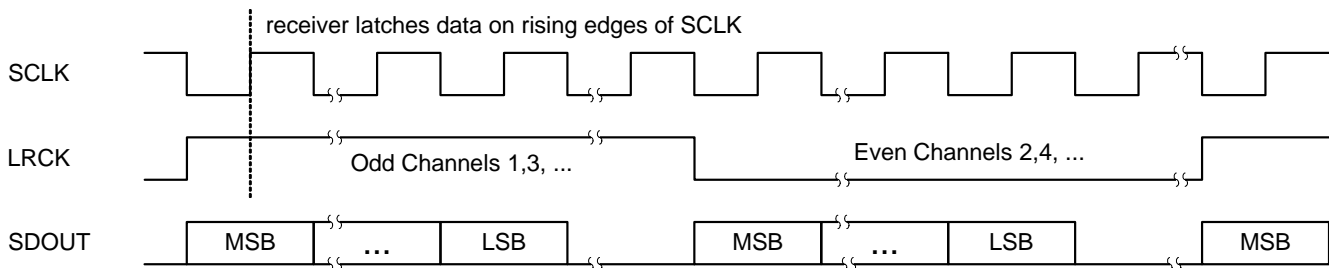 receiver latches data on rising edges of SCLK
SCLK
LRCK
Odd Channels 1,3, ...
Even Channels 2,4, ...
SDOUT
MSB
...
LSB
MSB
...
LSB
MSB